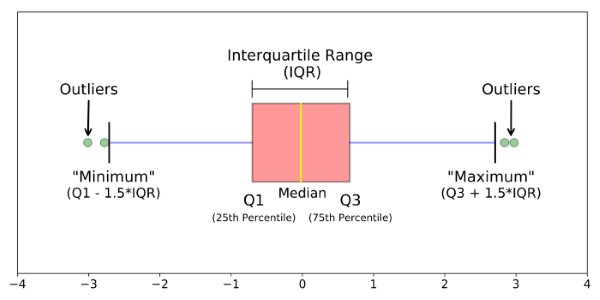 Interquartile Range
(IQR)
Outliers
Outliers
"Minimum"
(Q1 - 1.5*IQR)
"Maximum"
(Q3 + 1.5*IQR)
Median
Q1
Q3
(25th Percentile)
(75th Percentile)
−4
−3
−2
−1
0
1
2
3
4